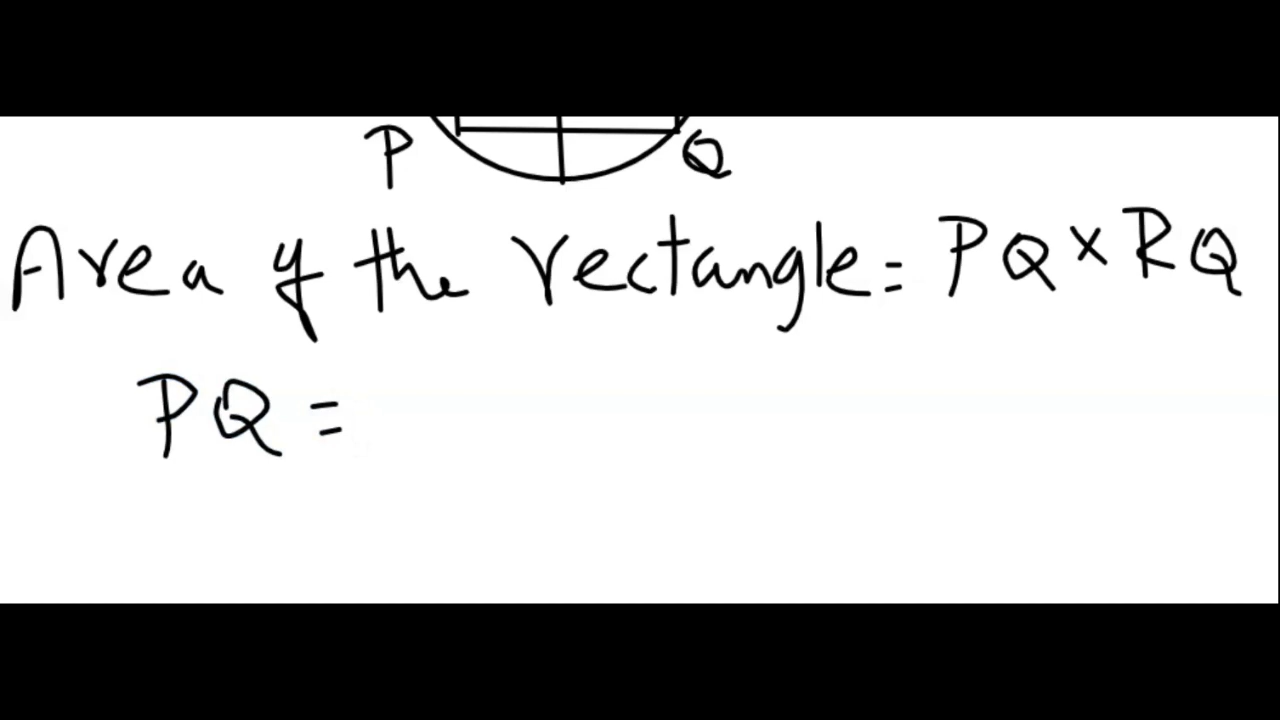 P Q
Area of the rectangle = PQ × RQ
PQ =